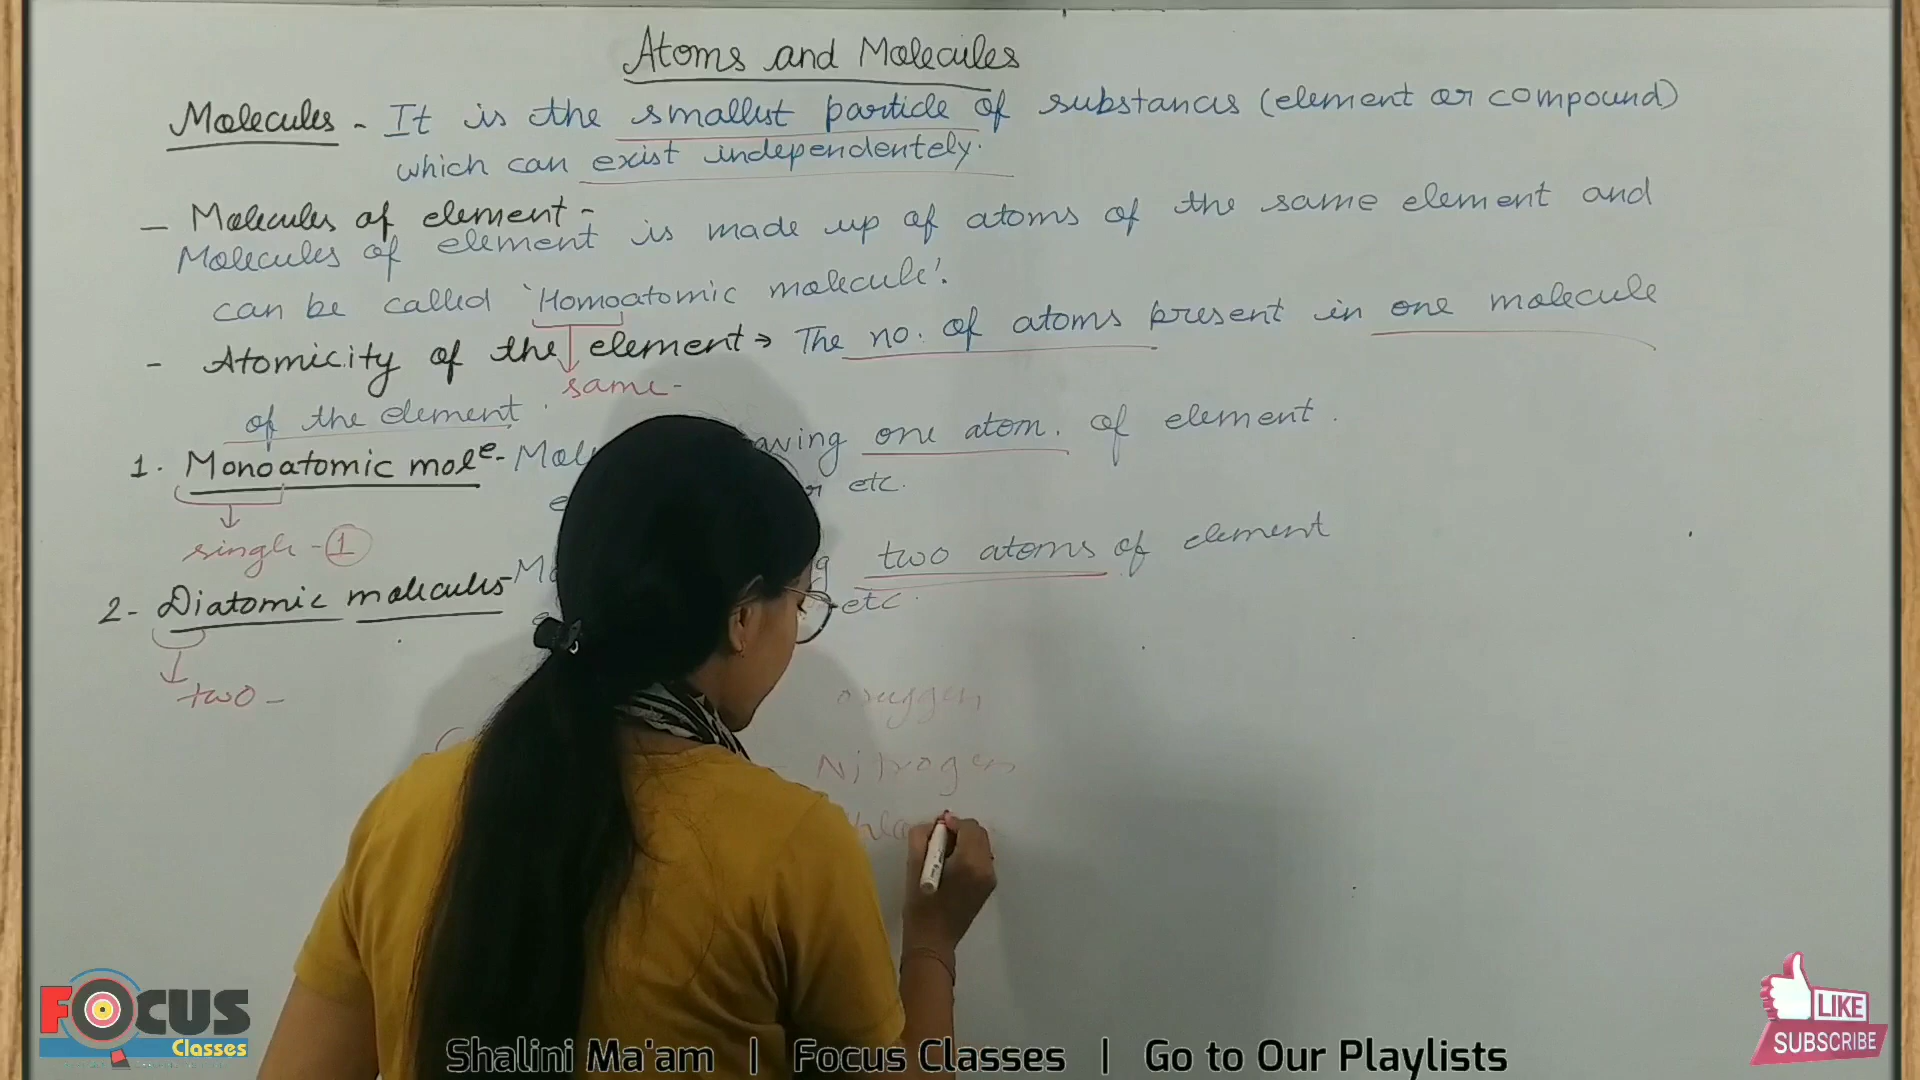 Atoms and Molecules
Molecules - It is the smallest particle of substances (element or compound)
which can exist independentely.
- Molecules of element -
Molecules of element is made up of atoms of the same element and
can be called 'Homoatomic molecule'.
- Atomicity of the element → The no. of atoms present in one molecule
same -
of the element.
1. Monoatomic mole - having one atom. of element.
etc.
single - 1
2- Diatomic molecules - two atoms of element
etc.
two -
oxygen
Nitrogen
FOCUS
Classes
Shalini Ma'am | Focus Classes | Go to Our Playlists
LIKE
SUBSCRIBE